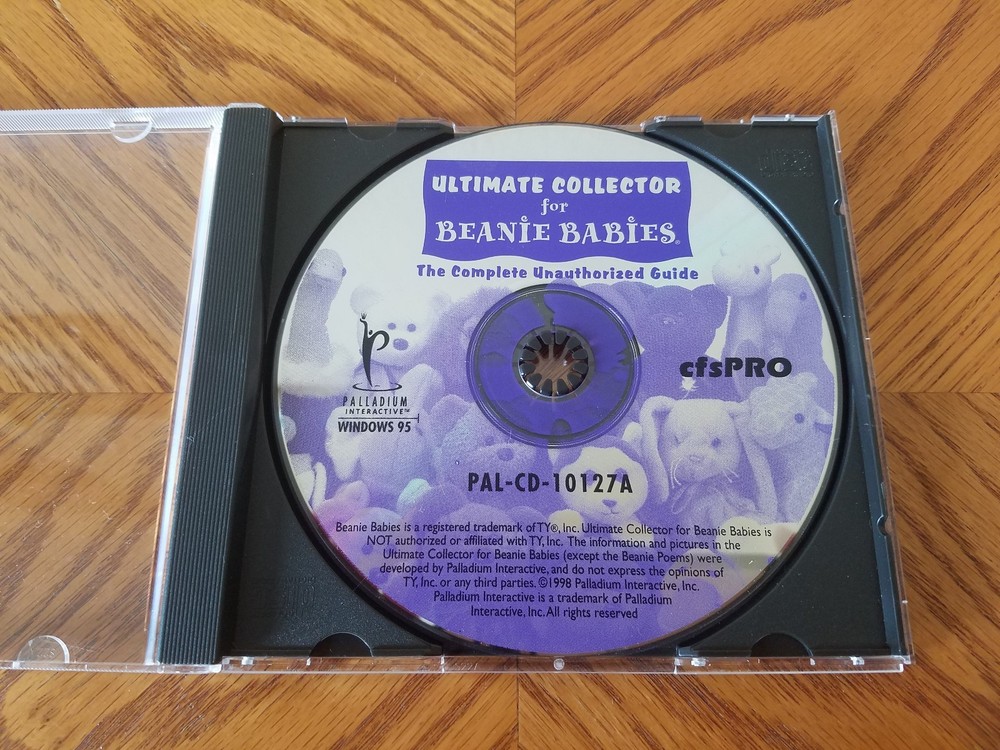 ULTIMATE COLLECTOR
for
BEANIE BABIES®
The Complete Unauthorized Guide
PALLADIUM
INTERACTIVE™
WINDOWS 95
cfsPRO
PAL-CD-10127A
Beanie Babies is a registered trademark of TY®, Inc. Ultimate Collector for Beanie Babies is
NOT authorized or affiliated with TY, Inc. The information and pictures in the
Ultimate Collector for Beanie Babies (except the Beanie Poems) were
developed by Palladium Interactive, and do not express the opinions of
TY, Inc. or any third parties. ©1998 Palladium Interactive, Inc.
Palladium Interactive is a trademark of Palladium
Interactive, Inc. All rights reserved